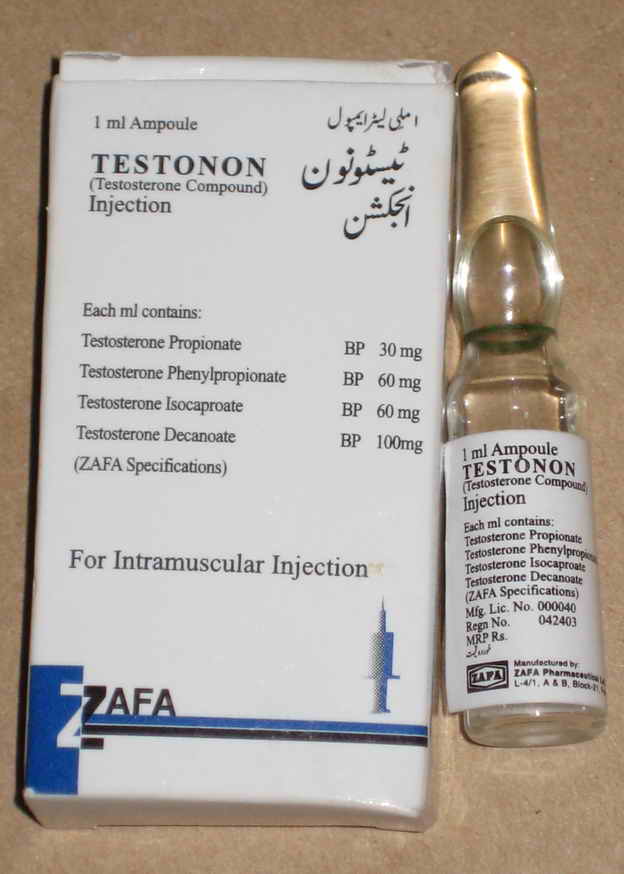 1 ml Ampoule
املی لیٹر ایمپول
TESTONON
ٹیسٹونون
(Testosterone Compound)
Injection
انجکشن
Each ml contains:
Testosterone Propionate BP 30 mg
Testosterone Phenylpropionate BP 60 mg
Testosterone Isocaproate BP 60 mg
Testosterone Decanoate BP 100mg
(ZAFA Specifications)
For Intramuscular Injection
ZAFA
1 ml Ampoule
TESTONON
(Testosterone Compound)
Injection
Each ml contains:
Testosterone Propionate
Testosterone Phenylpropion
Testosterone Isocaproate
Testosterone Decanoate
(ZAFA Specifications)
Mfg. Lic. No. 000040
Regn No. 042403
MRP Rs.
ZAFA
Manufactured by:
ZAFA Pharmaceutical
L-4/1, A & B, Block-21,